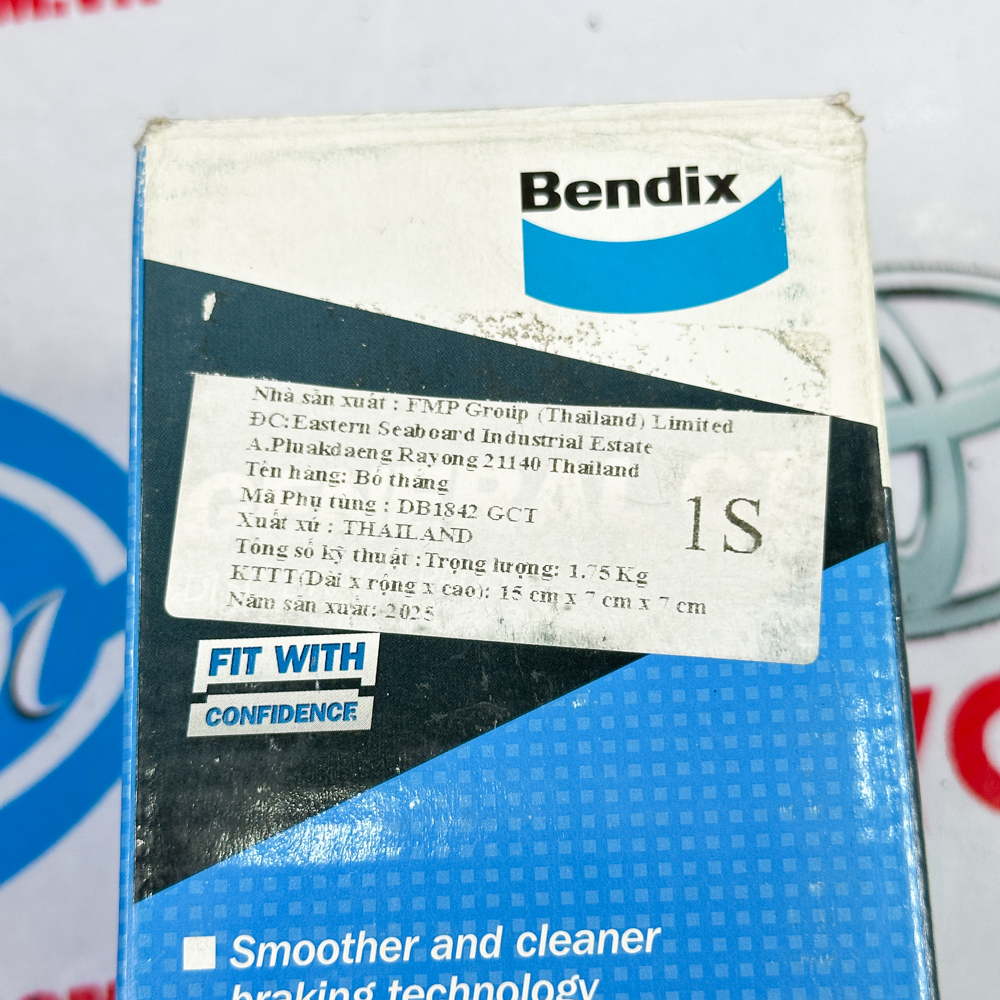 Bendix
Nhà sản xuất : FMP Group (Thailand) Limited
ĐC:Eastern Seaboard Industrial Estate
A.Pluakdaeng Rayong 21140 Thailand
Tên hàng: Bố thắng
Mã Phụ tùng : DB1842 GCT
Xuất xứ : THAILAND
1S
Tổng số kỹ thuật : Trọng lượng: 1.75 Kg
KTTT(Dài x rộng x cao): 15 cm x 7 cm x 7 cm
Năm sản xuất: 2025
FIT WITH
CONFIDENCE
Smoother and cleaner
braking technology